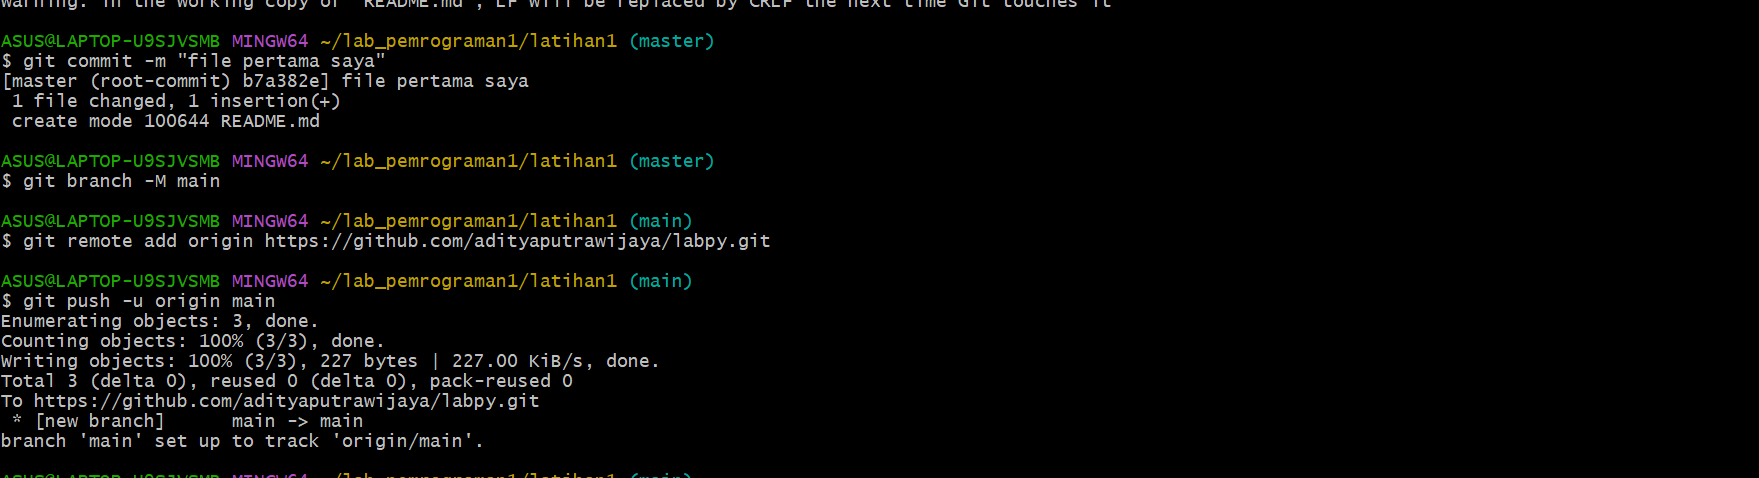 warning: in the working copy of 'README.md', LF will be replaced by CRLF the next time Git touches it
ASUS@LAPTOP-U9SJVSMB MINGW64 ~/lab_pemrograman1/latihan1 (master)
$ git commit -m "file pertama saya"
[master (root-commit) b7a382e] file pertama saya
 1 file changed, 1 insertion(+)
 create mode 100644 README.md
ASUS@LAPTOP-U9SJVSMB MINGW64 ~/lab_pemrograman1/latihan1 (master)
$ git branch -M main
ASUS@LAPTOP-U9SJVSMB MINGW64 ~/lab_pemrograman1/latihan1 (main)
$ git remote add origin https://github.com/adityaputrawijaya/labpy.git
ASUS@LAPTOP-U9SJVSMB MINGW64 ~/lab_pemrograman1/latihan1 (main)
$ git push -u origin main
Enumerating objects: 3, done.
Counting objects: 100% (3/3), done.
Writing objects: 100% (3/3), 227 bytes | 227.00 KiB/s, done.
Total 3 (delta 0), reused 0 (delta 0), pack-reused 0
To https://github.com/adityaputrawijaya/labpy.git
 * [new branch]      main -> main
branch 'main' set up to track 'origin/main'.
ASUS@LAPTOP-U9SJVSMB MINGW64 ~/lab_pemrograman1/latihan1 (main)